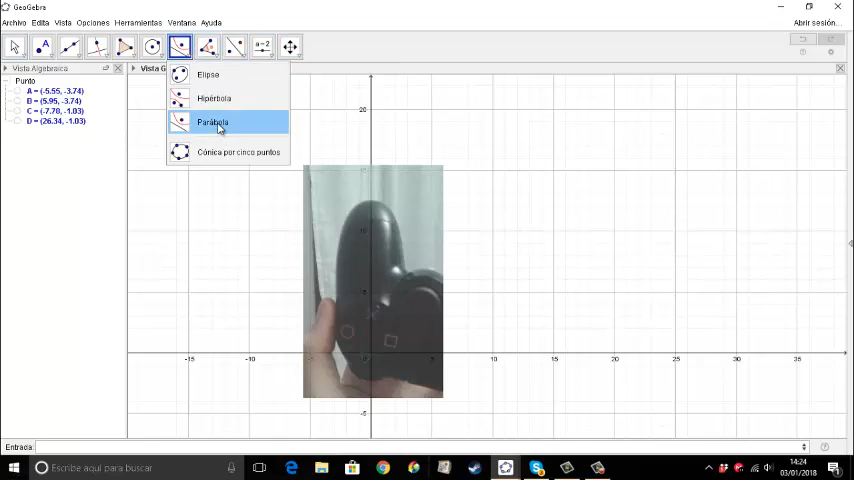 GeoGebra
Archivo Edita Vista Opciones Herramientas Ventana Ayuda
Abrir sesión...
a=2
Vista Algebraica
Vista G
Punto
A = (-5.55, -3.74)
B = (5.95, -3.74)
C = (-7.78, -1.03)
D = (26.34, -1.03)
Elipse
Hipérbola
Parábola
Cónica por cinco puntos
20
15
10
5
-15 -10 -5 0 5 10 15 20 25 30 35
-5
Entrada:
Escribe aquí para buscar
14:24
03/01/2018